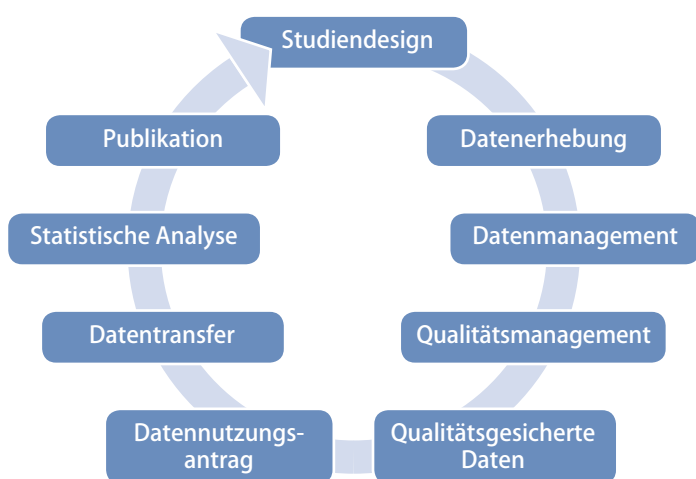 Studiendesign
Datenerhebung
Datenmanagement
Qualitätsmanagement
Qualitätsgesicherte
Daten
Datennutzungs-
antrag
Datentransfer
Statistische Analyse
Publikation